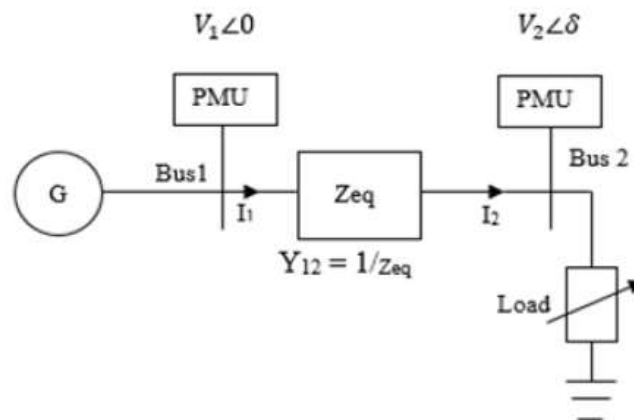 V₁∠0
V₂∠δ
PMU
PMU
Bus1
Bus 2
G
I₁
Zeq
I₂
Y₁₂ = 1/Zeq
Load